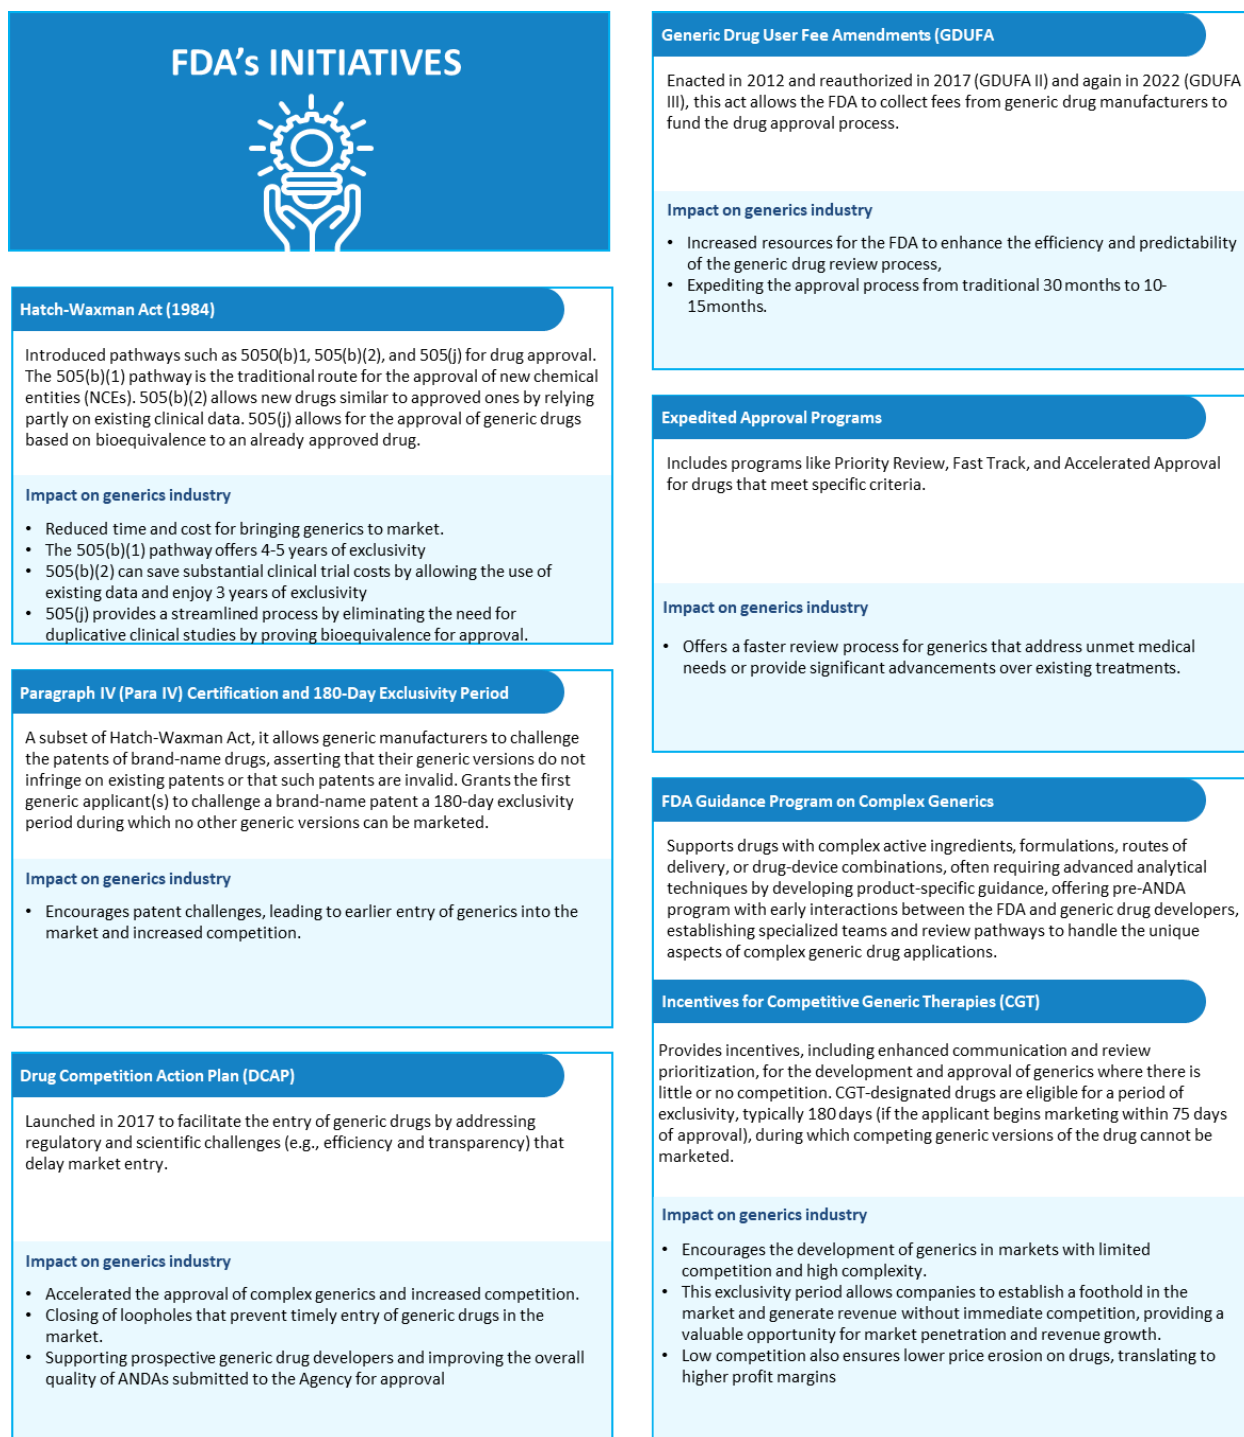 FDA's INITIATIVES
Hatch-Waxman Act (1984)
Introduced pathways such as 5050(b)1, 505(b)(2), and 505(j) for drug approval.
The 505(b)(1) pathway is the traditional route for the approval of new chemical
entities (NCEs). 505(b)(2) allows new drugs similar to approved ones by relying
partly on existing clinical data. 505(j) allows for the approval of generic drugs
based on bioequivalence to an already approved drug.
Impact on generics industry
• Reduced time and cost for bringing generics to market.
• The 505(b)(1) pathway offers 4-5 years of exclusivity
• 505(b)(2) can save substantial clinical trial costs by allowing the use of
existing data and enjoy 3 years of exclusivity
• 505(j) provides a streamlined process by eliminating the need for
duplicative clinical studies by proving bioequivalence for approval.
Paragraph IV (Para IV) Certification and 180-Day Exclusivity Period
A subset of Hatch-Waxman Act, it allows generic manufacturers to challenge
the patents of brand-name drugs, asserting that their generic versions do not
infringe on existing patents or that such patents are invalid. Grants the first
generic applicant(s) to challenge a brand-name patent a 180-day exclusivity
period during which no other generic versions can be marketed.
Impact on generics industry
• Encourages patent challenges, leading to earlier entry of generics into the
market and increased competition.
Drug Competition Action Plan (DCAP)
Launched in 2017 to facilitate the entry of generic drugs by addressing
regulatory and scientific challenges (e.g., efficiency and transparency) that
delay market entry.
Impact on generics industry
• Accelerated the approval of complex generics and increased competition.
• Closing of loopholes that prevent timely entry of generic drugs in the
market.
• Supporting prospective generic drug developers and improving the overall
quality of ANDAs submitted to the Agency for approval
Generic Drug User Fee Amendments (GDUFA
Enacted in 2012 and reauthorized in 2017 (GDUFA II) and again in 2022 (GDUFA
III), this act allows the FDA to collect fees from generic drug manufacturers to
fund the drug approval process.
Impact on generics industry
• Increased resources for the FDA to enhance the efficiency and predictability
of the generic drug review process,
• Expediting the approval process from traditional 30 months to 10-
15months.
Expedited Approval Programs
Includes programs like Priority Review, Fast Track, and Accelerated Approval
for drugs that meet specific criteria.
Impact on generics industry
• Offers a faster review process for generics that address unmet medical
needs or provide significant advancements over existing treatments.
FDA Guidance Program on Complex Generics
Supports drugs with complex active ingredients, formulations, routes of
delivery, or drug-device combinations, often requiring advanced analytical
techniques by developing product-specific guidance, offering pre-ANDA
program with early interactions between the FDA and generic drug developers,
establishing specialized teams and review pathways to handle the unique
aspects of complex generic drug applications.
Incentives for Competitive Generic Therapies (CGT)
Provides incentives, including enhanced communication and review
prioritization, for the development and approval of generics where there is
little or no competition. CGT-designated drugs are eligible for a period of
exclusivity, typically 180 days (if the applicant begins marketing within 75 days
of approval), during which competing generic versions of the drug cannot be
marketed.
Impact on generics industry
• Encourages the development of generics in markets with limited
competition and high complexity.
• This exclusivity period allows companies to establish a foothold in the
market and generate revenue without immediate competition, providing a
valuable opportunity for market penetration and revenue growth.
• Low competition also ensures lower price erosion on drugs, translating to
higher profit margins